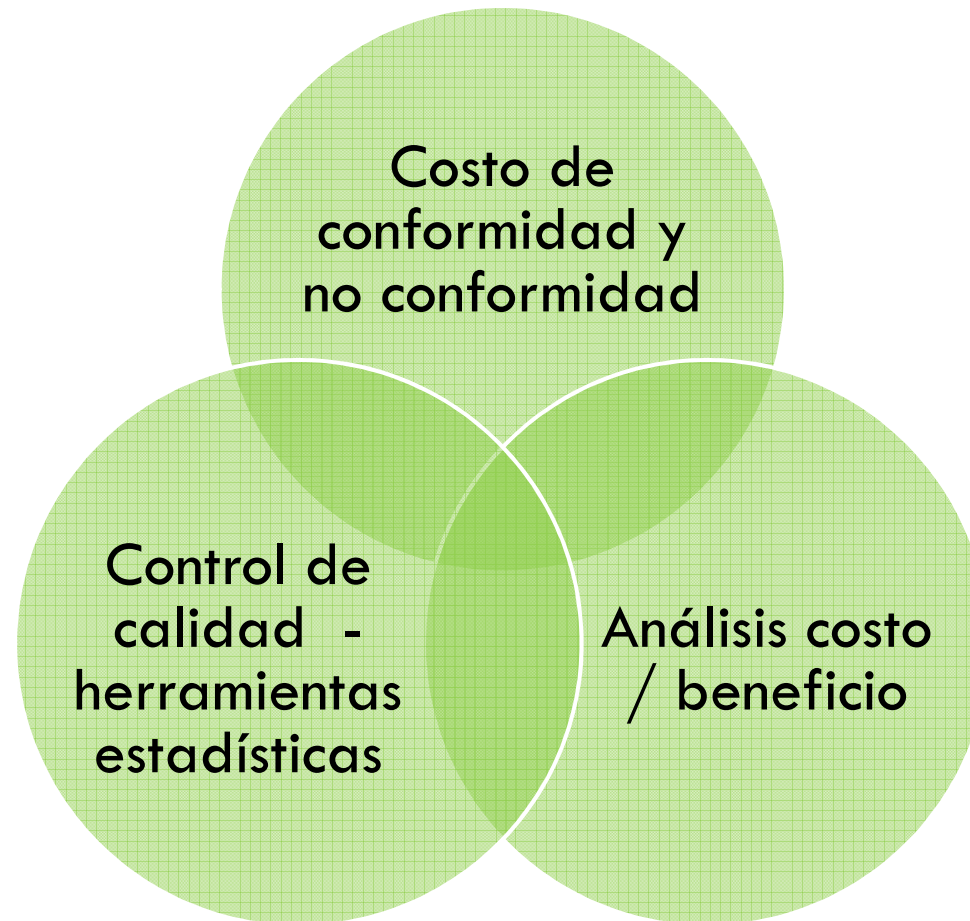 Costo de
conformidad y
no conformidad
Control de
calidad -
herramientas
estadísticas
Análisis costo
/ beneficio